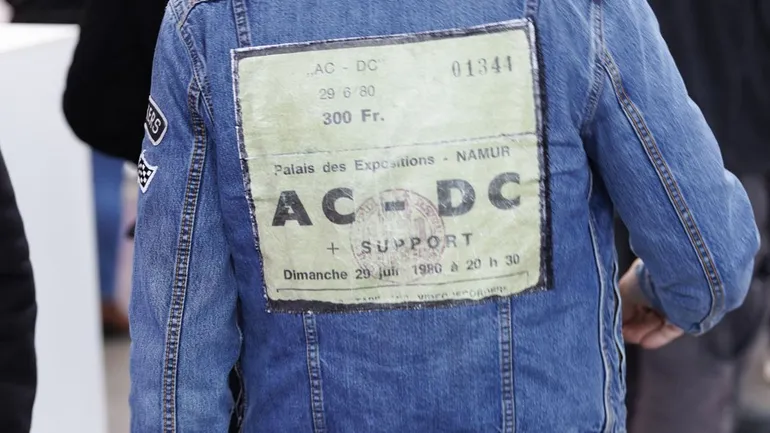 „AC - DC"
01344
29/6/80
300 Fr.
Palais des Expositions - NAMUR
AC - DC
+ SUPPORT
Dimanche 29 juin 1980 à 20 h 30